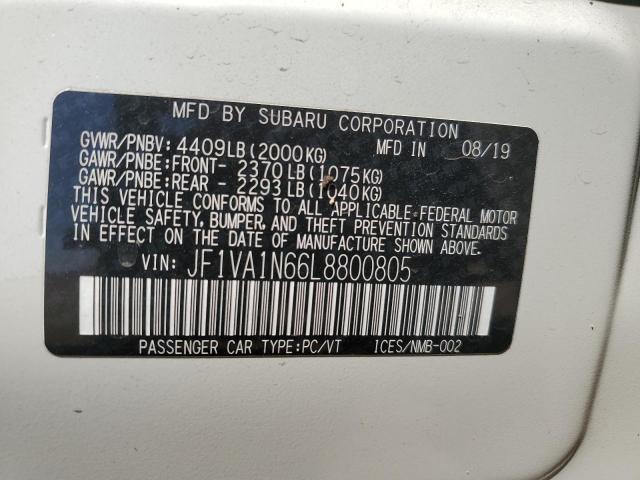 MFD BY SUBARU CORPORATION
GVWR/PNBV: 4409LB(2000KG) MFD IN 08/19
GAWR/PNBE:FRONT- 2370LB(1075KG)
GAWR/PNBE:REAR - 2293LB(1040KG)
THIS VEHICLE CONFORMS TO ALL APPLICABLE FEDERAL MOTOR
VEHICLE SAFETY, BUMPER, AND THEFT PREVENTION STANDARDS
IN EFFECT ON THE DATE OF MANUFACTURE SHOWN ABOVE.
VIN: JF1VA1N66L8800805
PASSENGER CAR TYPE:PC/VT ICES/NMB-002